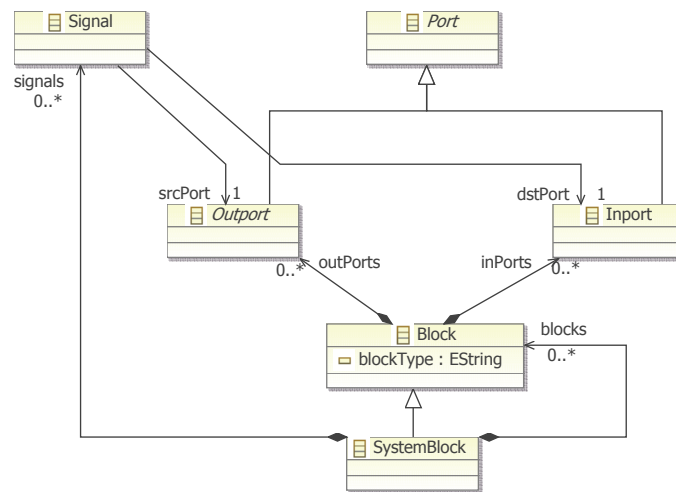 Signal
Port
signals
0..*
srcPort
1
dstPort
1
Outport
Inport
0..*
outPorts
inPorts
0..*
Block
blocks
blockType : EString
0..*
SystemBlock